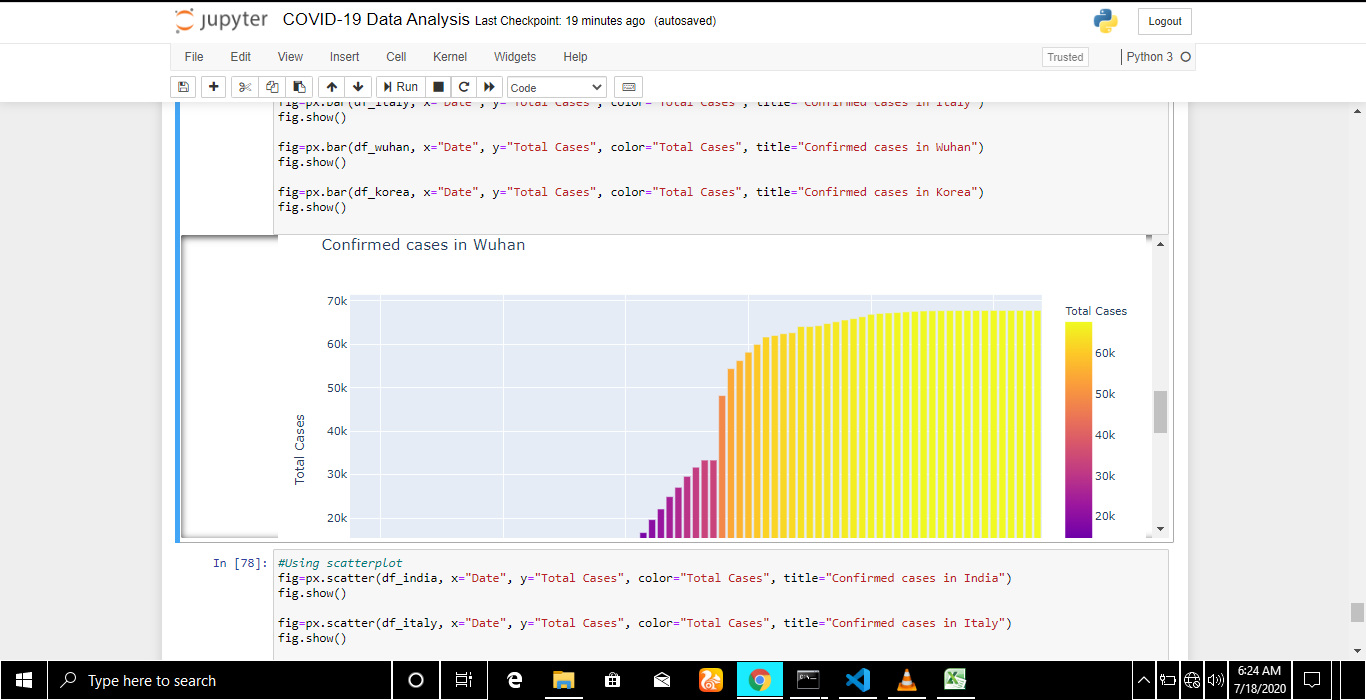 jupyter COVID-19 Data Analysis Last Checkpoint: 19 minutes ago (autosaved) Logout
File Edit View Insert Cell Kernel Widgets Help Trusted Python 3
Run Code
fig=px.bar(df_italy, x="Date", y="Total Cases", color="Total Cases", title="Confirmed cases in Italy")
fig.show()
fig=px.bar(df_wuhan, x="Date", y="Total Cases", color="Total Cases", title="Confirmed cases in Wuhan")
fig.show()
fig=px.bar(df_korea, x="Date", y="Total Cases", color="Total Cases", title="Confirmed cases in Korea")
fig.show()
Confirmed cases in Wuhan
70k
60k
50k
40k
30k
20k
Total Cases
Total Cases
60k
50k
40k
30k
20k
In [78]:
#Using scatterplot
fig=px.scatter(df_india, x="Date", y="Total Cases", color="Total Cases", title="Confirmed cases in India")
fig.show()
fig=px.scatter(df_italy, x="Date", y="Total Cases", color="Total Cases", title="Confirmed cases in Italy")
fig.show()
Type here to search
6:24 AM
7/18/2020